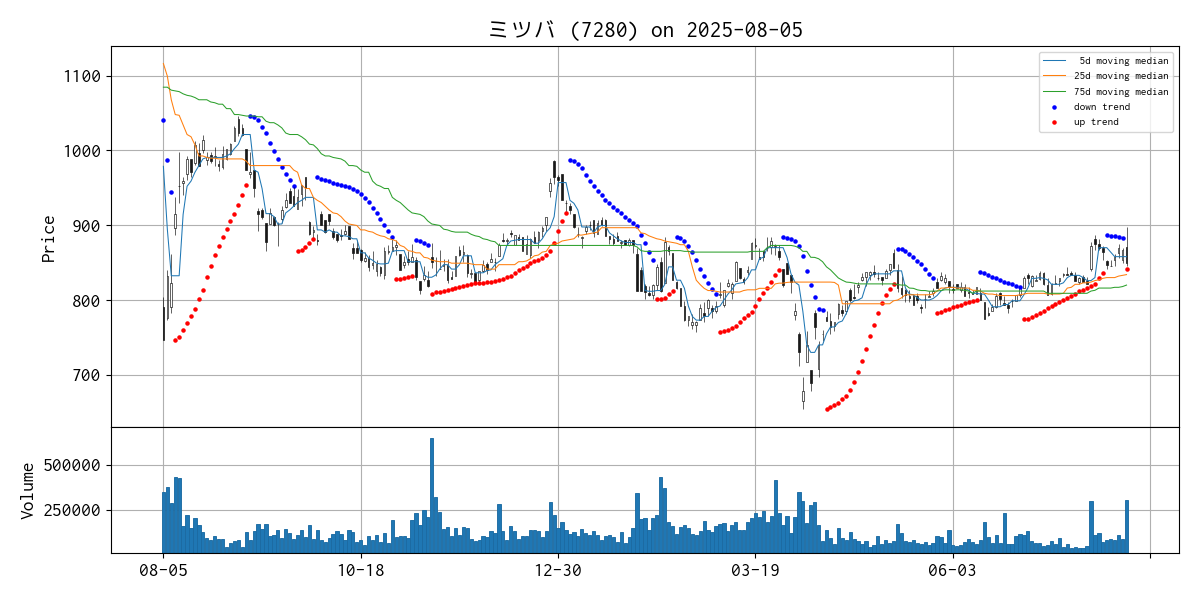 ミツバ (7280) on 2025-08-05
5d moving median
25d moving median
75d moving median
down trend
up trend
Price
1100
1000
900
800
700
Volume
500000
250000
08-05 10-18 12-30 03-19 06-03